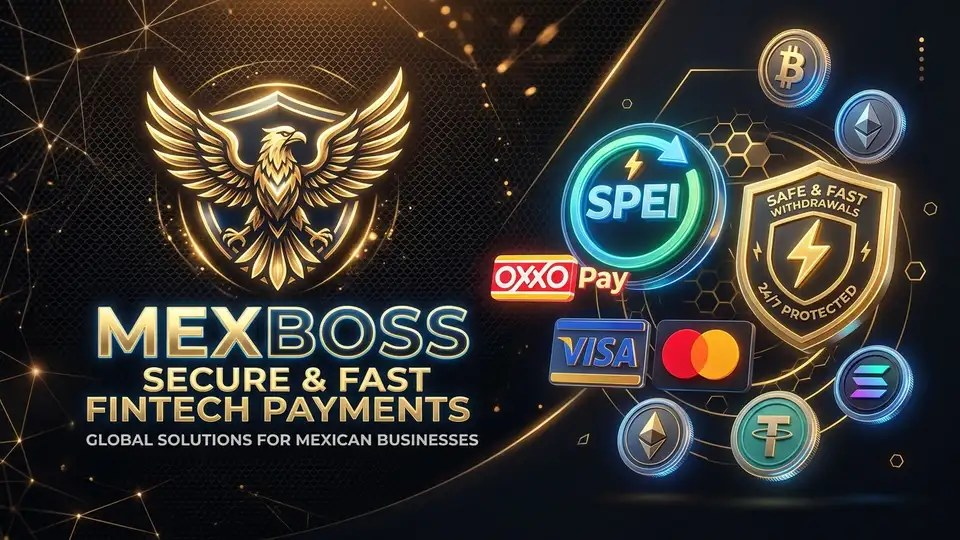 MEXBOSS
SECURE & FAST
FINTECH PAYMENTS
GLOBAL SOLUTIONS FOR MEXICAN BUSINESSES
SPEI
OXXO Pay
VISA
SAFE & FAST
WITHDRAWALS
24/7 PROTECTED